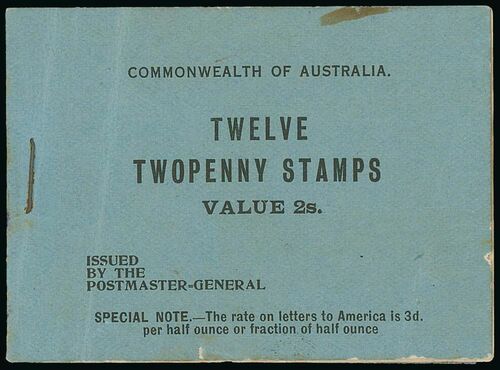 COMMONWEALTH OF AUSTRALIA.
TWELVE
TWOPENNY STAMPS
VALUE 2s.
ISSUED
BY THE
POSTMASTER=GENERAL
SPECIAL NOTE.—The rate on letters to America is 3d.
per half ounce or fraction of half ounce